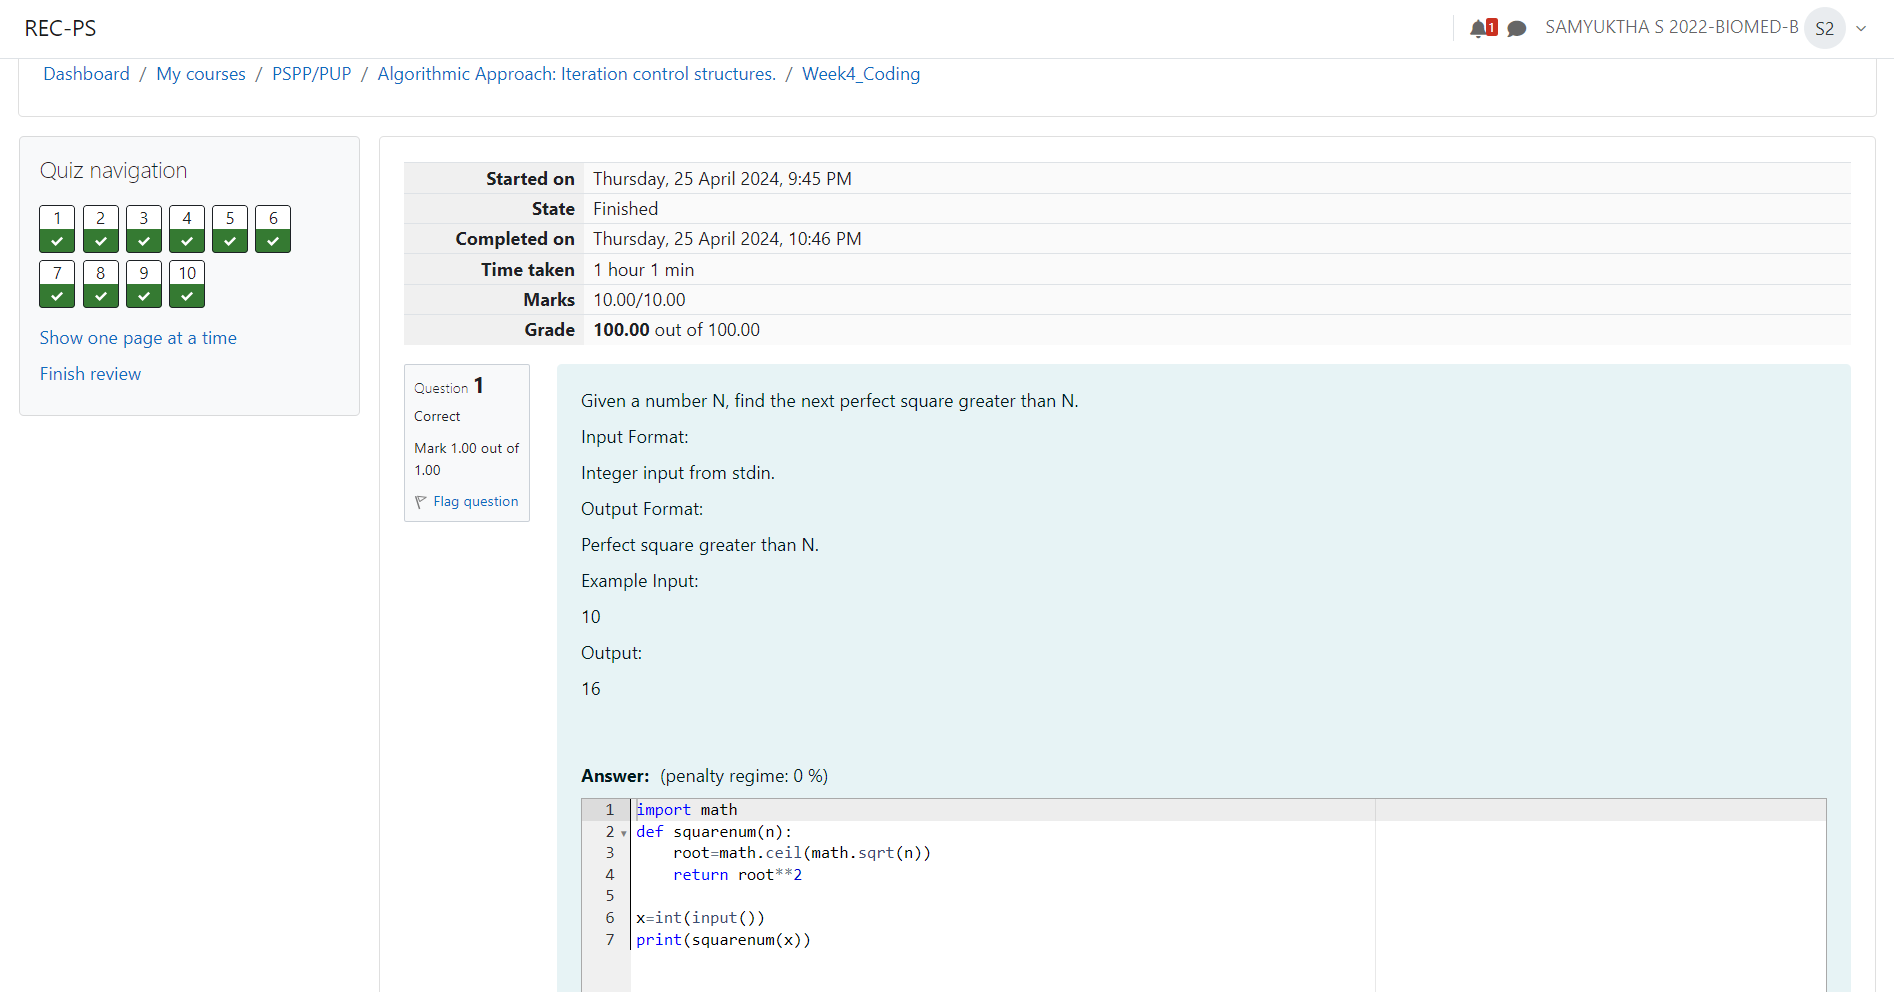 REC-PS
1
SAMYUKTHA S 2022-BIOMED-B S2
Dashboard / My courses / PSPP/PUP / Algorithmic Approach: Iteration control structures. / Week4_Coding
Quiz navigation
1 2 3 4 5 6
7 8 9 10
Show one page at a time
Finish review
Started on Thursday, 25 April 2024, 9:45 PM
State Finished
Completed on Thursday, 25 April 2024, 10:46 PM
Time taken 1 hour 1 min
Marks 10.00/10.00
Grade 100.00 out of 100.00
Question 1
Correct
Mark 1.00 out of
1.00
Flag question
Given a number N, find the next perfect square greater than N.
Input Format:
Integer input from stdin.
Output Format:
Perfect square greater than N.
Example Input:
10
Output:
16
Answer: (penalty regime: 0 %)
1 import math
2 def squarenum(n):
3     root=math.ceil(math.sqrt(n))
4     return root**2
5
6 x=int(input())
7 print(squarenum(x))